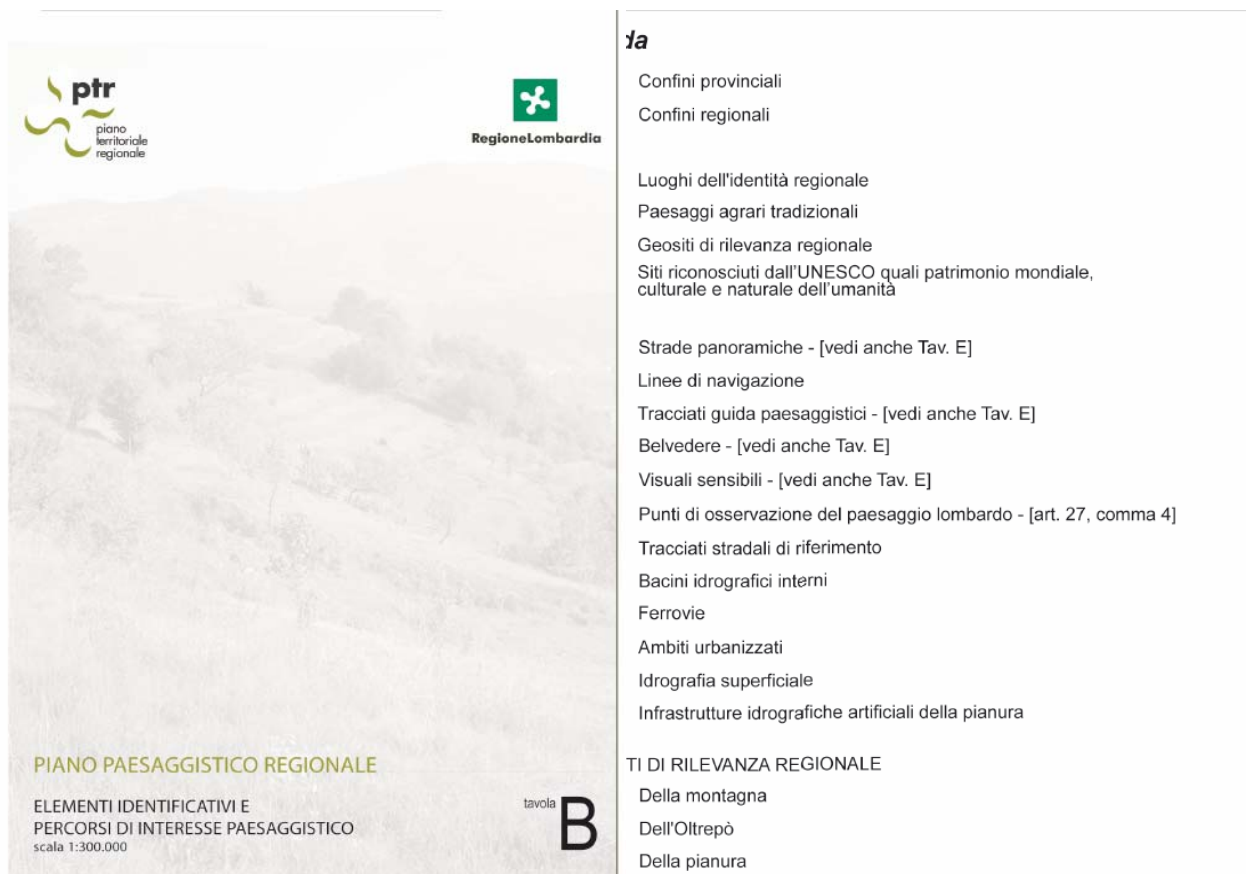 ptr
piano
territoriale
regionale
RegioneLombardia
PIANO PAESAGGISTICO REGIONALE
ELEMENTI IDENTIFICATIVI E
PERCORSI DI INTERESSE PAESAGGISTICO
scala 1:300.000
tavola B
da
Confini provinciali
Confini regionali
Luoghi dell'identità regionale
Paesaggi agrari tradizionali
Geositi di rilevanza regionale
Siti riconosciuti dall'UNESCO quali patrimonio mondiale,
culturale e naturale dell'umanità
Strade panoramiche - [vedi anche Tav. E]
Linee di navigazione
Tracciati guida paesaggistici - [vedi anche Tav. E]
Belvedere - [vedi anche Tav. E]
Visuali sensibili - [vedi anche Tav. E]
Punti di osservazione del paesaggio lombardo - [art. 27, comma 4]
Tracciati stradali di riferimento
Bacini idrografici interni
Ferrovie
Ambiti urbanizzati
Idrografia superficiale
Infrastrutture idrografiche artificiali della pianura
TI DI RILEVANZA REGIONALE
Della montagna
Dell'Oltrepò
Della pianura